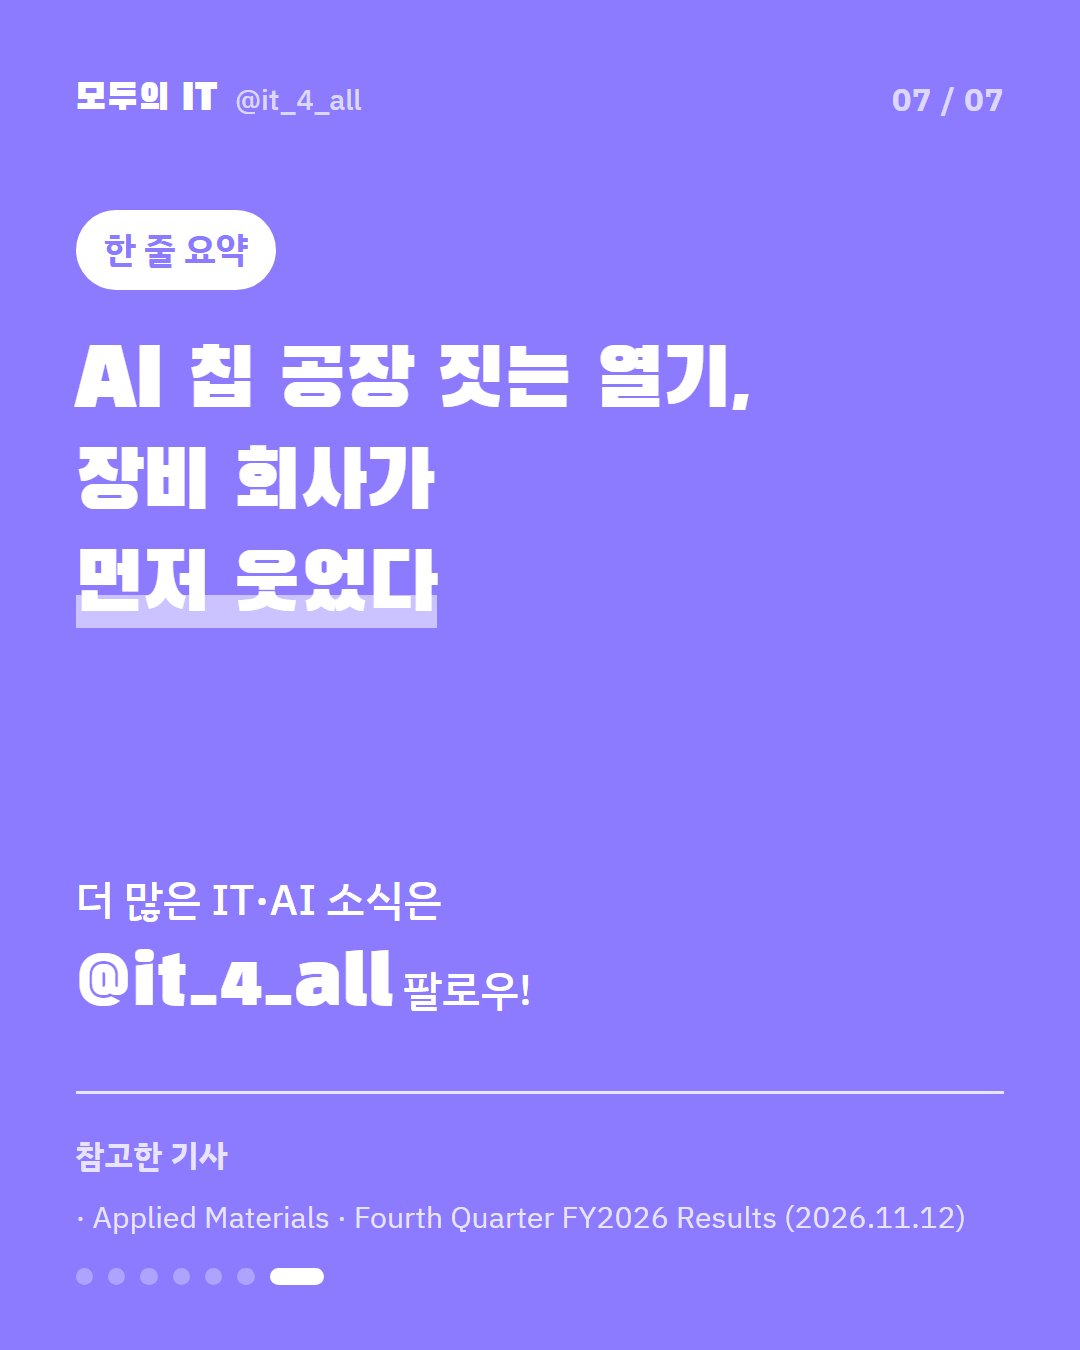 모두의 IT @it_4_all
07 / 07
한 줄 요약
AI 칩 공장 짓는 열기,
장비 회사가
먼저 웃었다
더 많은 IT·AI 소식은
@it_4_all 팔로우!
참고한 기사
· Applied Materials · Fourth Quarter FY2026 Results (2026.11.12)